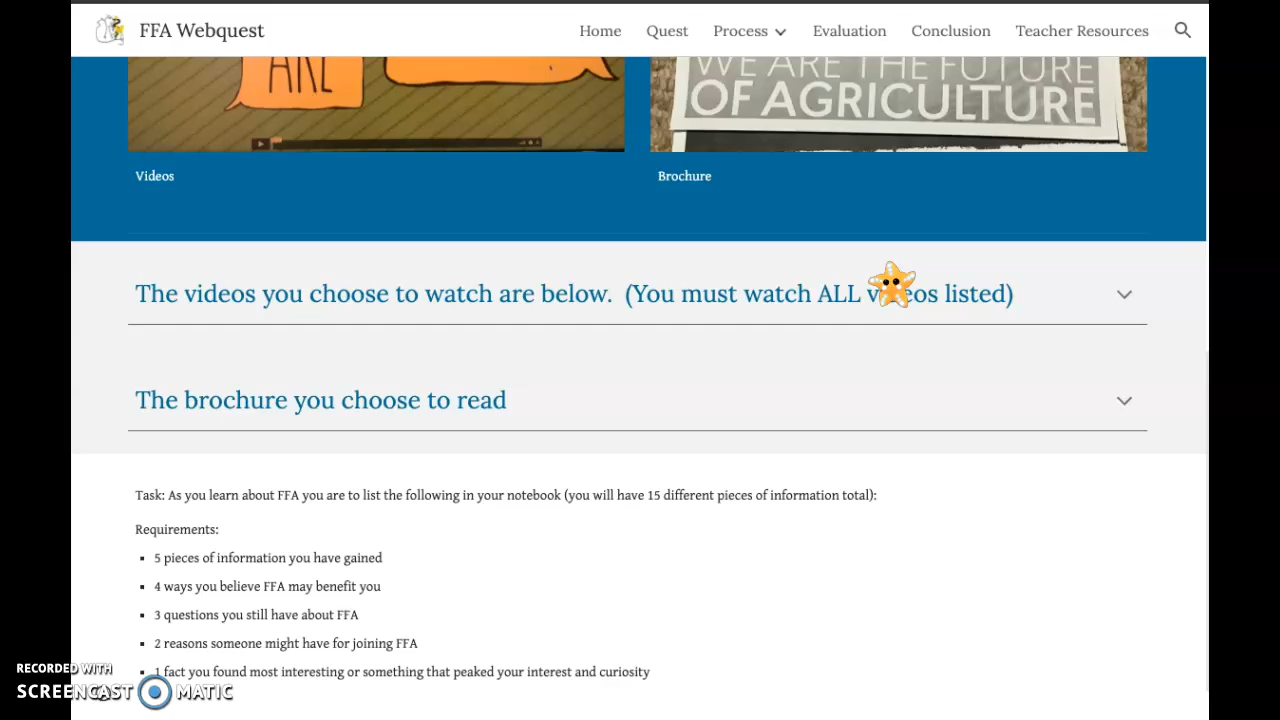 FFA Webquest
Home Quest Process Evaluation Conclusion Teacher Resources
ARE
WE ARE THE FUTURE
OF AGRICULTURE
Videos
Brochure
The videos you choose to watch are below. (You must watch ALL videos listed)
The brochure you choose to read
Task: As you learn about FFA you are to list the following in your notebook (you will have 15 different pieces of information total):
Requirements:
▪ 5 pieces of information you have gained
▪ 4 ways you believe FFA may benefit you
▪ 3 questions you still have about FFA
▪ 2 reasons someone might have for joining FFA
▪ 1 fact you found most interesting or something that peaked your interest and curiosity
RECORDED WITH
SCREENCAST MATIC